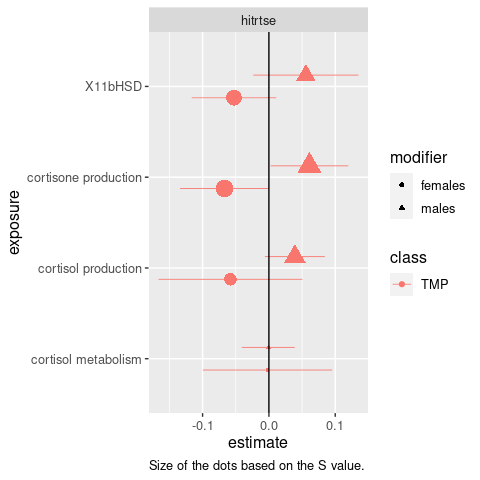 hitrtse
X11bHSD
cortisone production
cortisol production
cortisol metabolism
exposure
-0.1
0.0
0.1
estimate
Size of the dots based on the S value.
modifier
females
males
class
TMP